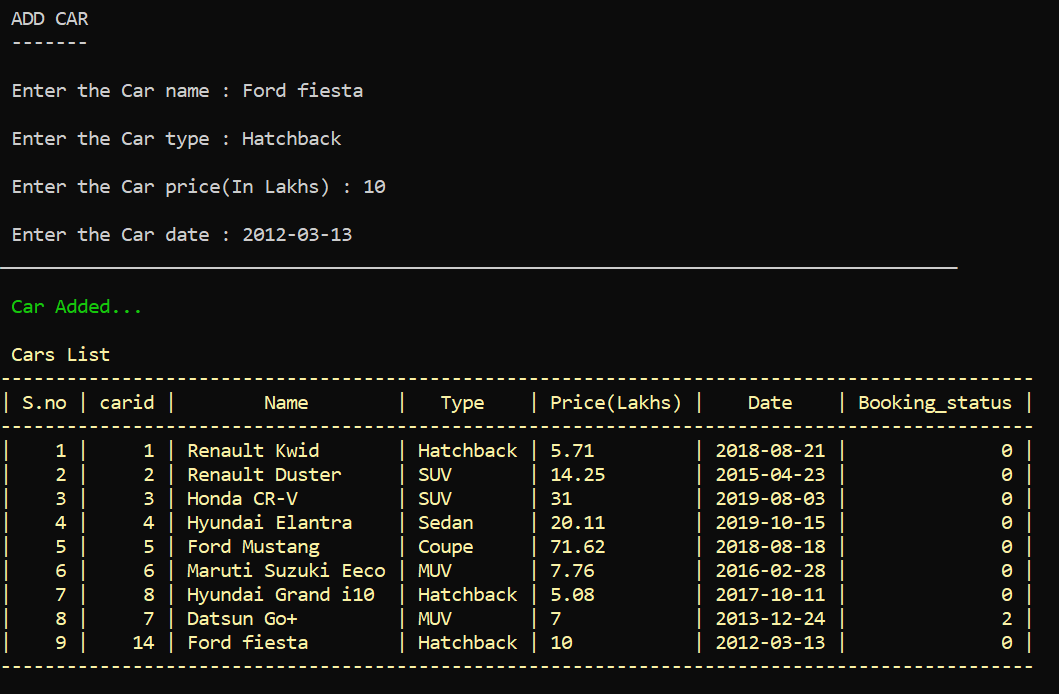 ADD CAR
-------
Enter the Car name : Ford fiesta
Enter the Car type : Hatchback
Enter the Car price(In Lakhs) : 10
Enter the Car date : 2012-03-13
Car Added...
Cars List
| S.no | carid | Name | Type | Price(Lakhs) | Date | Booking_status |
| 1 | 1 | Renault Kwid | Hatchback | 5.71 | 2018-08-21 | 0 |
| 2 | 2 | Renault Duster | SUV | 14.25 | 2015-04-23 | 0 |
| 3 | 3 | Honda CR-V | SUV | 31 | 2019-08-03 | 0 |
| 4 | 4 | Hyundai Elantra | Sedan | 20.11 | 2019-10-15 | 0 |
| 5 | 5 | Ford Mustang | Coupe | 71.62 | 2018-08-18 | 0 |
| 6 | 6 | Maruti Suzuki Eeco | MUV | 7.76 | 2016-02-28 | 0 |
| 7 | 8 | Hyundai Grand i10 | Hatchback | 5.08 | 2017-10-11 | 0 |
| 8 | 7 | Datsun Go+ | MUV | 7 | 2013-12-24 | 2 |
| 9 | 14 | Ford fiesta | Hatchback | 10 | 2012-03-13 | 0 |